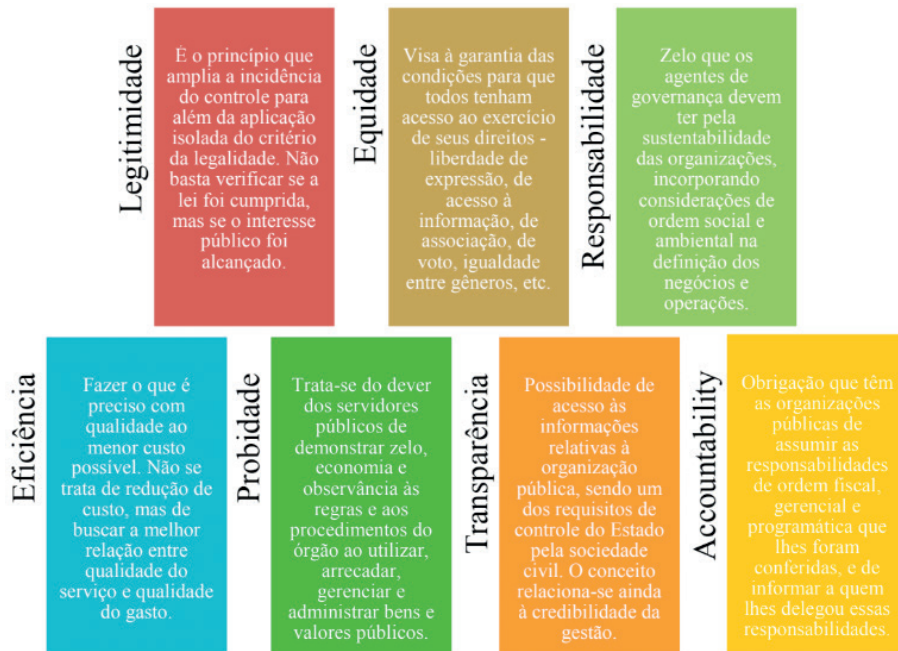 Legitimidade
É o princípio que
amplia a incidência
do controle para
além da aplicação
isolada do critério
da legalidade. Não
basta verificar se a
lei foi cumprida,
mas se o interesse
público foi
alcançado.
Equidade
Visa à garantia das
condições para que
todos tenham
acesso ao exercício
de seus direitos -
liberdade de
expressão, de
acesso à
informação, de
associação, de
voto, igualdade
entre gêneros, etc.
Responsabilidade
Zelo que os
agentes de
governança devem
ter pela
sustentabilidade
das organizações,
incorporando
considerações de
ordem social e
ambiental na
definição dos
negócios e
operações.
Eficiência
Fazer o que é
preciso com
qualidade ao
menor custo
possível. Não se
trata de redução de
custo, mas de
buscar a melhor
relação entre
qualidade do
serviço e qualidade
do gasto.
Probidade
Trata-se do dever
dos servidores
públicos de
demonstrar zelo,
economia e
observância às
regras e aos
procedimentos do
órgão ao utilizar,
arrecadar,
gerenciar e
administrar bens e
valores públicos.
Transparência
Possibilidade de
acesso às
informações
relativas à
organização
pública, sendo um
dos requisitos de
controle do Estado
pela sociedade
civil. O conceito
relaciona-se ainda
à credibilidade da
gestão.
Accountability
Obrigação que têm
as organizações
públicas de
assumir as
responsabilidades
de ordem fiscal,
gerencial e
programática que
lhes foram
conferidas, e de
informar a quem
lhes delegou essas
responsabilidades.